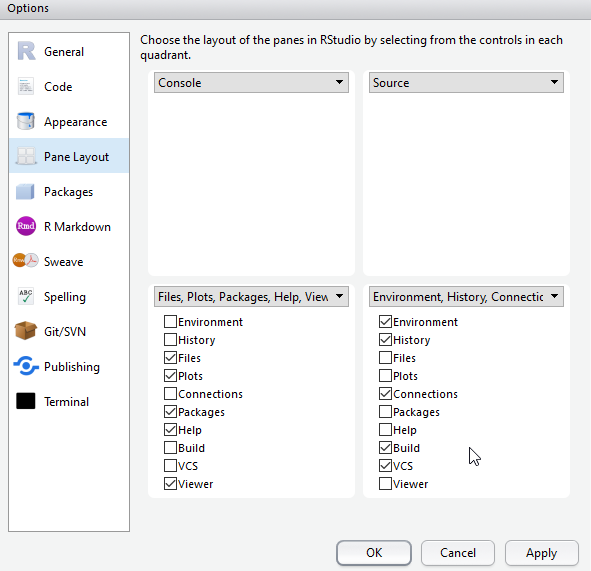 Options
General
Code
Appearance
Pane Layout
Packages
Rmd
R Markdown
Sweave
ABC
Spelling
Git/SVN
Publishing
Terminal
Choose the layout of the panes in RStudio by selecting from the controls in each
quadrant.
Console
Source
Files, Plots, Packages, Help, View
Environment
History
Files
Plots
Connections
Packages
Help
Build
VCS
Viewer
Environment, History, Connectic
Environment
History
Files
Plots
Connections
Packages
Help
Build
VCS
Viewer
OK
Cancel
Apply